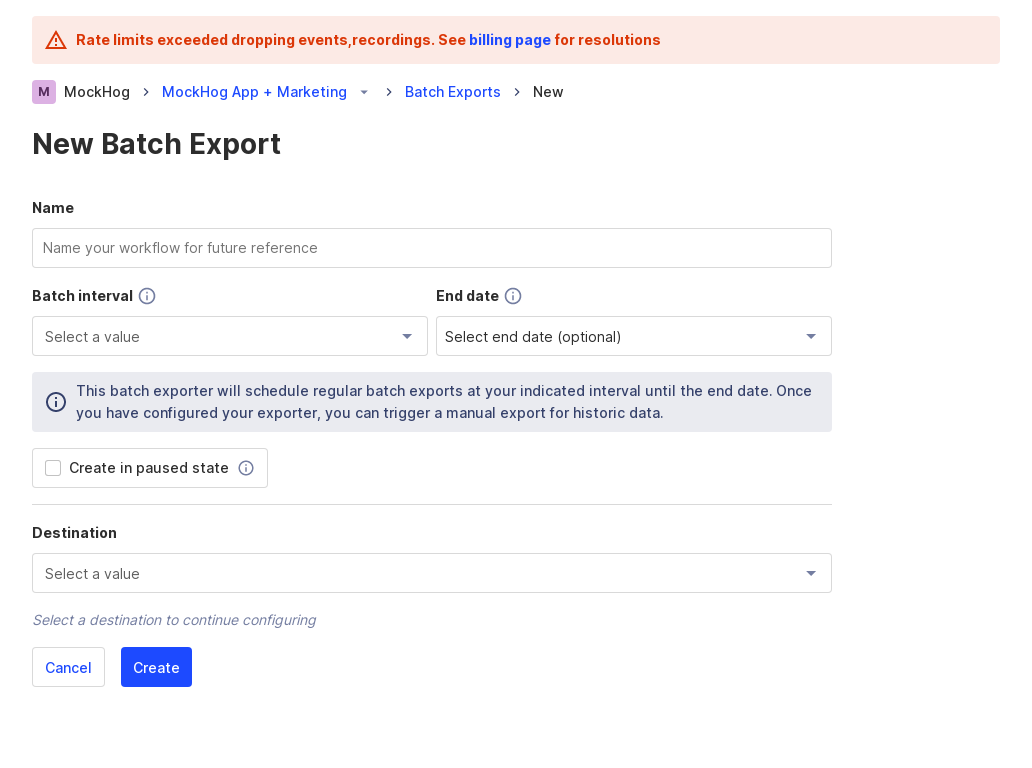 Rate limits exceeded dropping events,recordings. See billing page for resolutions
M MockHog MockHog App + Marketing Batch Exports New
New Batch Export
Name
Name your workflow for future reference
Batch interval End date
Select a value Select end date (optional)
This batch exporter will schedule regular batch exports at your indicated interval until the end date. Once
you have configured your exporter, you can trigger a manual export for historic data.
Create in paused state
Destination
Select a value
Select a destination to continue configuring
Cancel Create